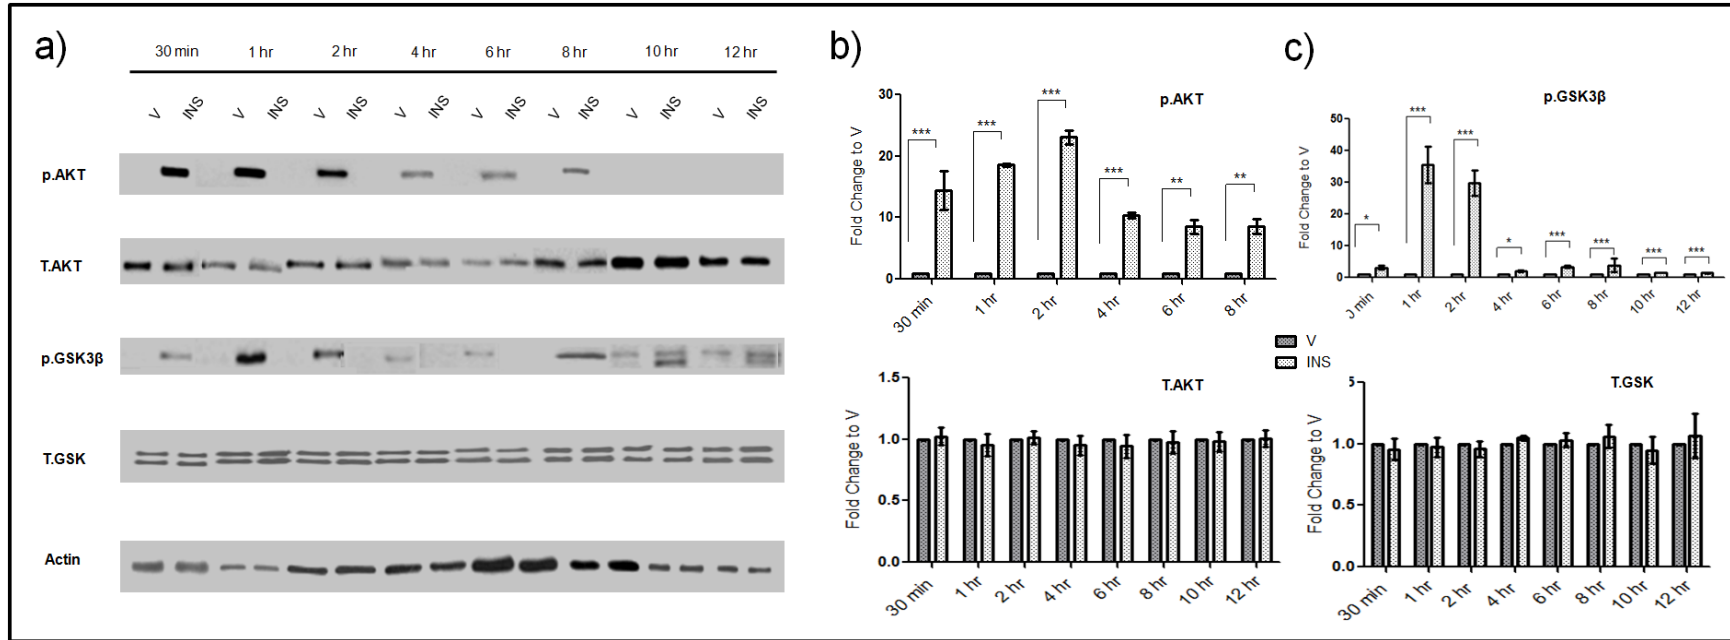 a)
30 min 1 hr 2 hr 4 hr 6 hr 8 hr 10 hr 12 hr
V INS V INS V INS V INS V INS V INS V INS V INS
p.AKT
T.AKT
p.GSK3β
T.GSK
Actin
b)
p.AKT
Fold Change to V
30
20
10
0
*** *** *** *** ** **
30 min 1 hr 2 hr 4 hr 6 hr 8 hr
T.AKT
Fold Change to V
1.5
1.0
0.5
0.0
30 min 1 hr 2 hr 4 hr 6 hr 8 hr 10 hr 12 hr
V
INS
c)
p.GSK3β
Fold Change to V
50
40
30
20
10
0
* *** *** * *** *** *** ***
0 min 1 hr 2 hr 4 hr 6 hr 8 hr 10 hr 12 hr
T.GSK
Fold Change to V
5
1.0
0.5
0.0
30 min 1 hr 2 hr 4 hr 6 hr 8 hr 10 hr 12 hr